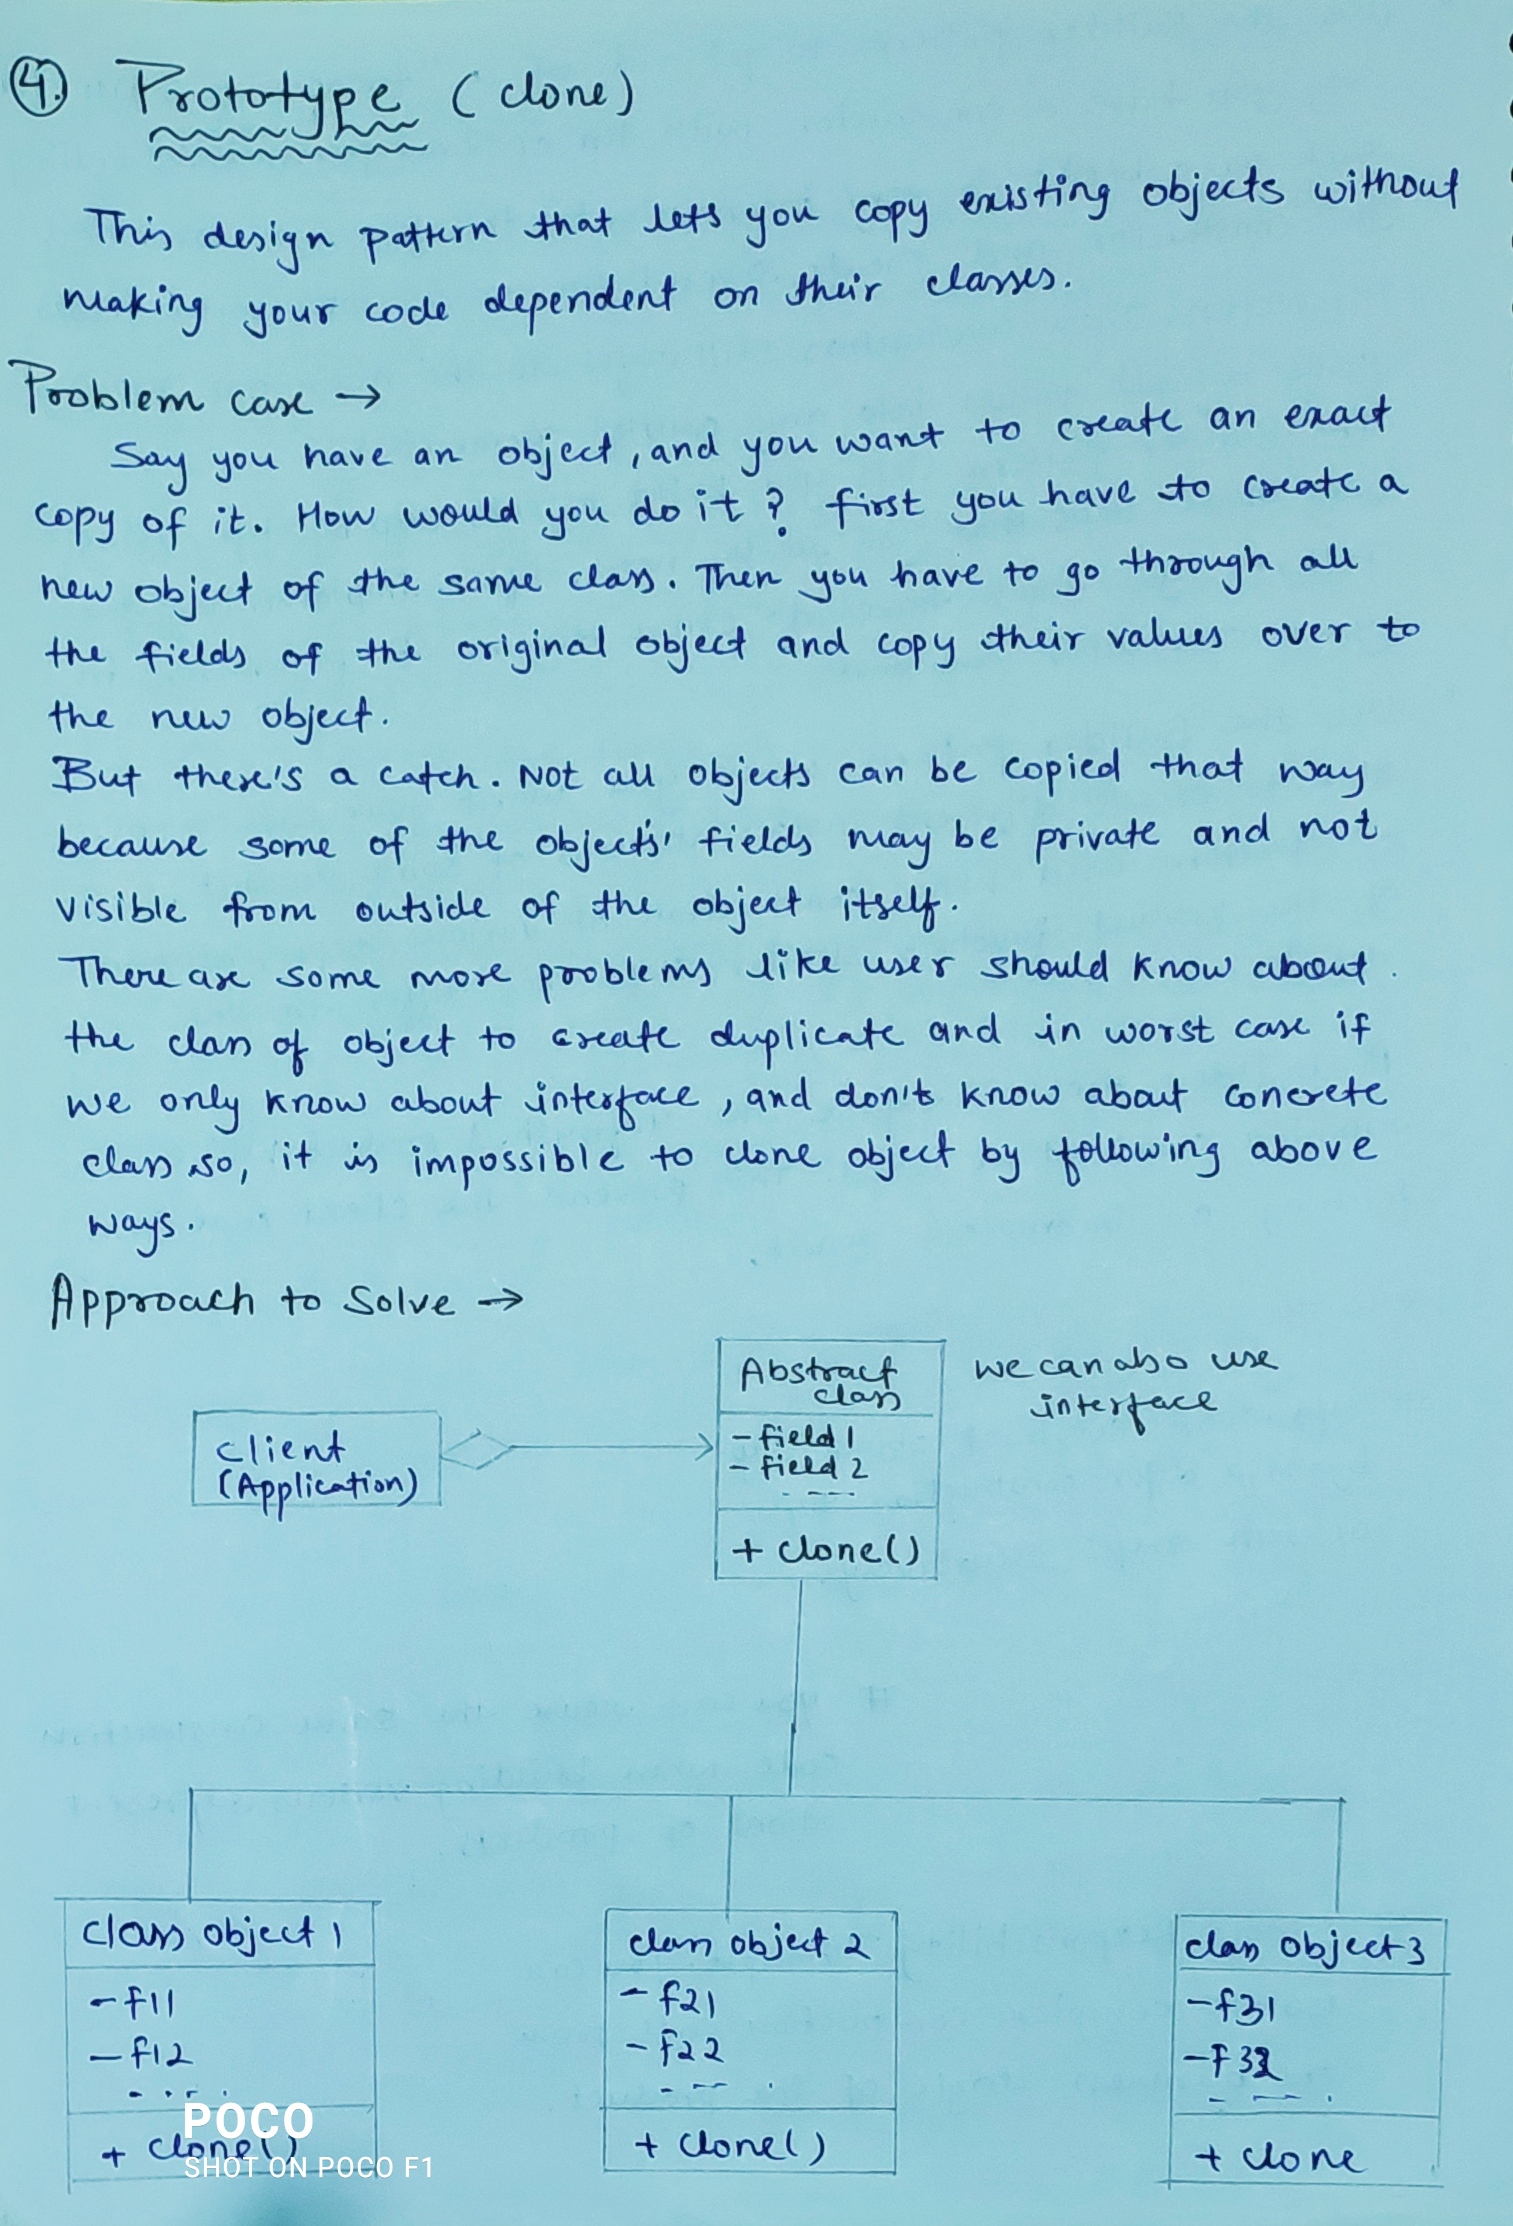 4. Prototype (clone)
This design pattern that lets you copy existing objects without
making your code dependent on their classes.
Problem case →
Say you have an object, and you want to create an exact
copy of it. How would you do it? first you have to create a
new object of the same class. Then you have to go through all
the fields of the original object and copy their values over to
the new object.
But there's a catch. Not all objects can be copied that way
because some of the objects' fields may be private and not
visible from outside of the object itself.
There are some more problems like user should know about
the class of object to create duplicate and in worst case if
we only know about interface, and don't know about concrete
class so, it is impossible to clone object by following above
ways.
Approach to Solve →
Abstract
class
we can also use
interface
client
(Application)
- field 1
- field 2
+ clone()
class object 1
- f11
- f12
+ clone()
class object 2
- f21
- f22
+ clone()
class object 3
- f31
- f32
+ clone
POCO
SHOT ON POCO F1